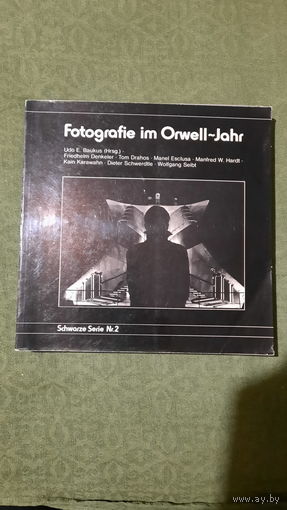 Fotografie im Orwell~Jahr
Udo E. Baukus (Hrsg.) ·
Friedhelm Denkeler · Tom Drahos · Manel Esclusa · Manfred W. Hardt ·
Kain Karawahn · Dieter Schwerdtle · Wolfgang Seibt
Schwarze Serie Nr.2
© www.ay.by